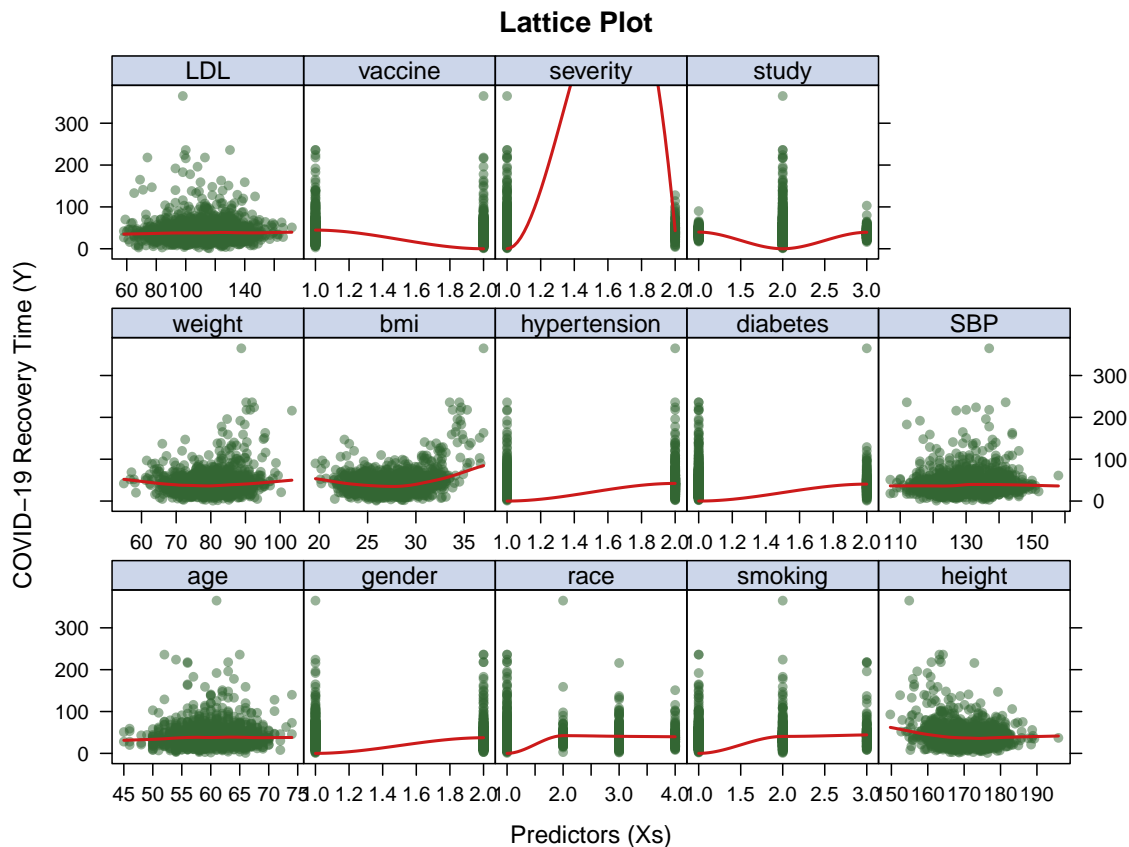 Lattice Plot
LDL vaccine severity study
300
200
100
0
60 80 100 140 1.0 1.2 1.4 1.6 1.8 2.0 1.0 1.2 1.4 1.6 1.8 2.0 1.0 1.5 2.0 2.5 3.0
weight bmi hypertension diabetes SBP
300
200
100
0
60 70 80 90 100 20 25 30 35 1.0 1.2 1.4 1.6 1.8 2.0 1.0 1.2 1.4 1.6 1.8 2.0 110 130 150
age gender race smoking height
300
200
100
0
45 50 55 60 65 70 75 1.0 1.2 1.4 1.6 1.8 2.0 1.0 2.0 3.0 4.0 1.0 1.5 2.0 2.5 3.0 150 160 170 180 190
COVID−19 Recovery Time (Y)
Predictors (Xs)